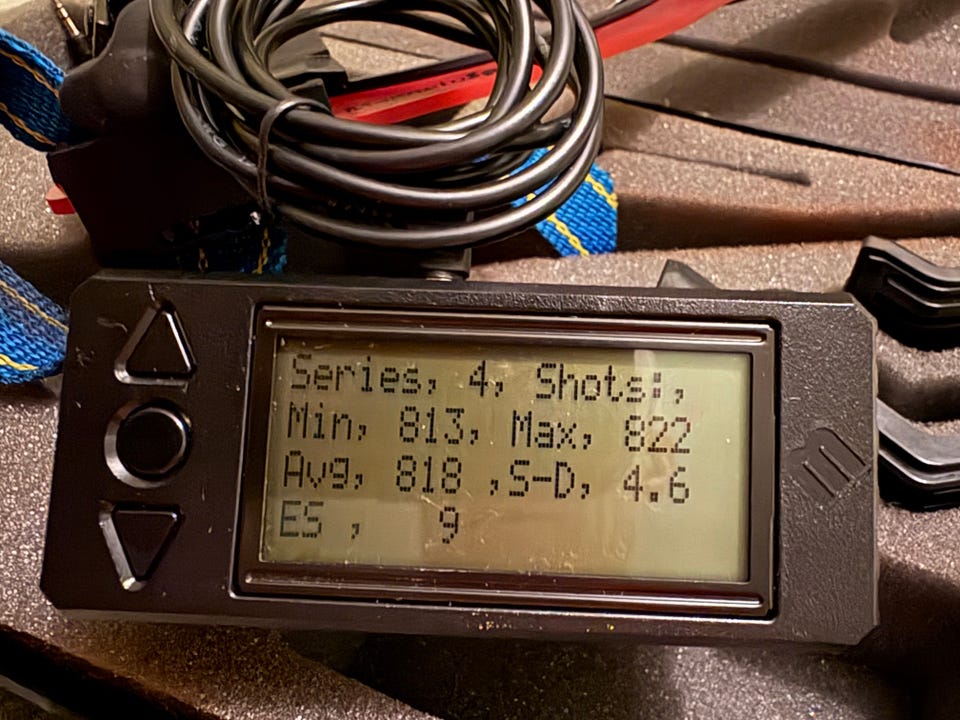 Series, 4, Shots:,
Min, 813, Max, 822
Avg, 818 ,S-D, 4.6
ES , 9